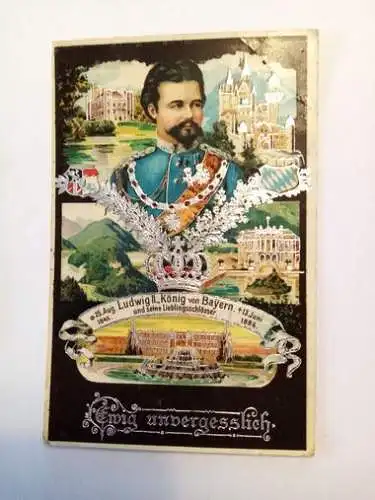 * 25. Aug. 1845.
Ludwig II., König von Bayern.
und seine Lieblingsschlösser
† 13. Juni 1886.
Ewig unvergesslich.